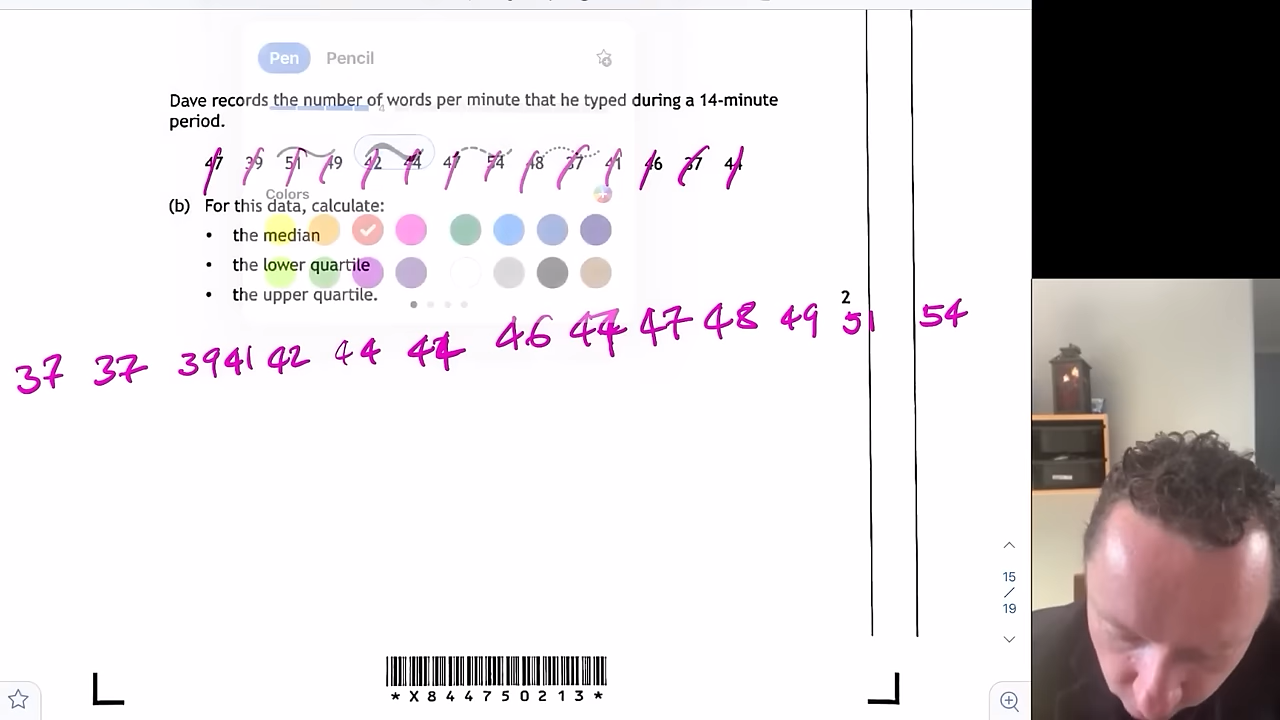 Pen Pencil
Dave records the number of words per minute that he typed during a 14-minute
period.
47 39 51 49 42 44 47 54 48 37 41 46 37 44
Colors
(b) For this data, calculate:
• the median
• the lower quartile
• the upper quartile.
2
37 37 39 41 42 44 44 46 47 48 49 51 54
15
/
19
*X844750213*